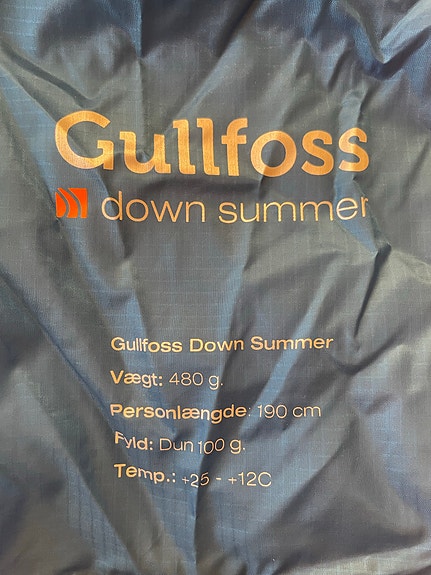 Gullfoss
down summer
Gullfoss Down Summer
Vægt: 480 g.
Personlængde: 190 cm
Fyld: Dun 100 g.
Temp.: +25 - +12C